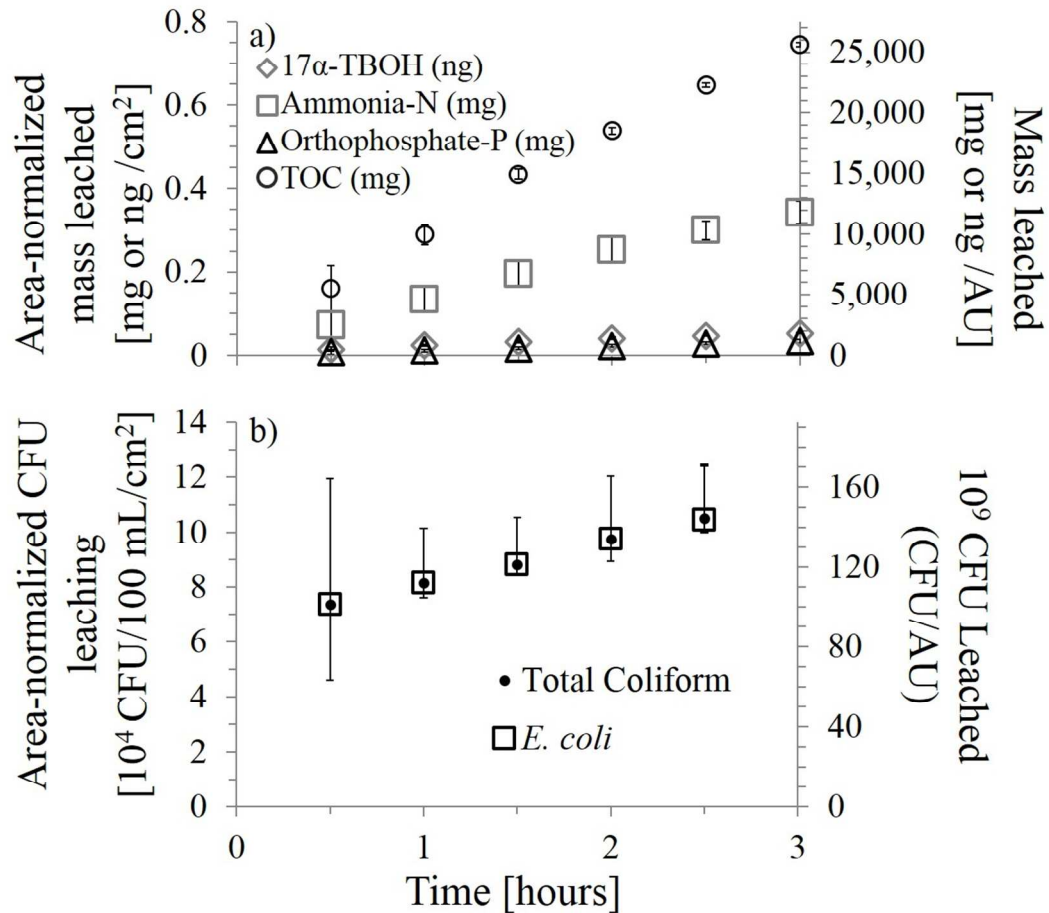 Area-normalized
mass leached
[mg or ng /cm²]
0.8
0.6
0.4
0.2
0
a)
17α-TBOH (ng)
Ammonia-N (mg)
Orthophosphate-P (mg)
TOC (mg)
25,000
20,000
15,000
10,000
5,000
0
Mass leached
[mg or ng /AU]
Area-normalized CFU
leaching
[10⁴ CFU/100 mL/cm²]
14
12
10
8
6
4
2
0
b)
Total Coliform
E. coli
160
120
80
40
0
10⁹ CFU Leached
(CFU/AU)
0 1 2 3
Time [hours]